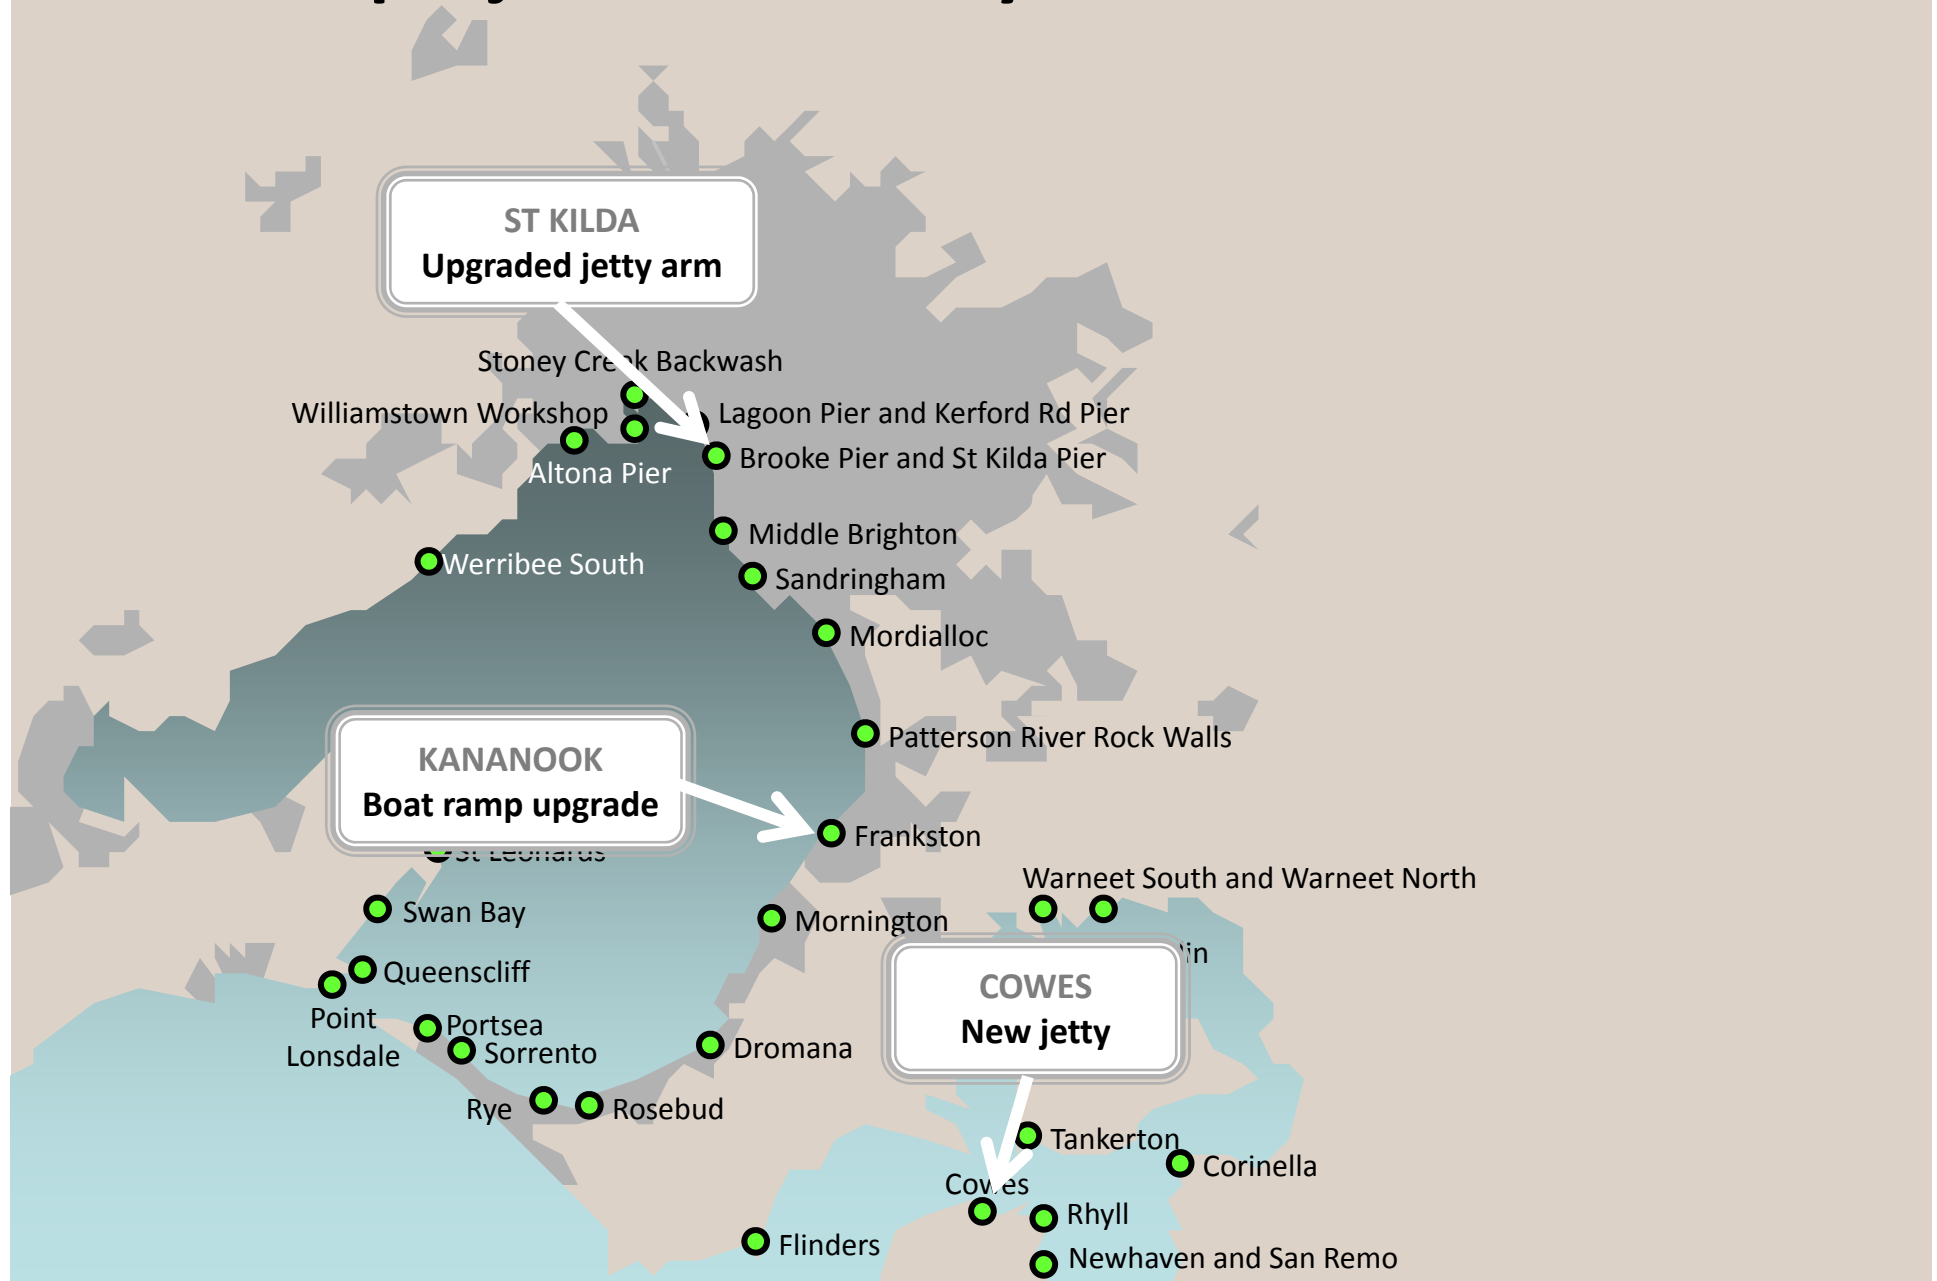 ST KILDA
Upgraded jetty arm
Stoney Creek Backwash
Williamstown Workshop
Lagoon Pier and Kerford Rd Pier
Brooke Pier and St Kilda Pier
Altona Pier
Middle Brighton
Werribee South
Sandringham
Mordialloc
Patterson River Rock Walls
KANANOOK
Boat ramp upgrade
Frankston
St Leonards
Warneet South and Warneet North
Swan Bay
Mornington
Queenscliff
COWES
New jetty
Point
Lonsdale
Portsea
Sorrento
Dromana
Rye
Rosebud
Tankerton
Corinella
Cowes
Rhyll
Flinders
Newhaven and San Remo